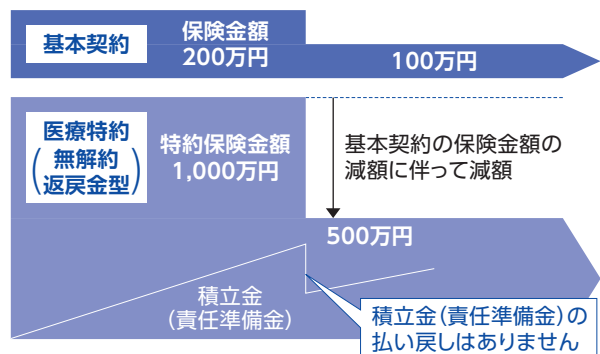 基本契約
保険金額
200万円
100万円
医療特約
(無解約
返戻金型)
特約保険金額
1,000万円
基本契約の保険金額の
減額に伴って減額
500万円
積立金
(責任準備金)
積立金(責任準備金)の
払い戻しはありません